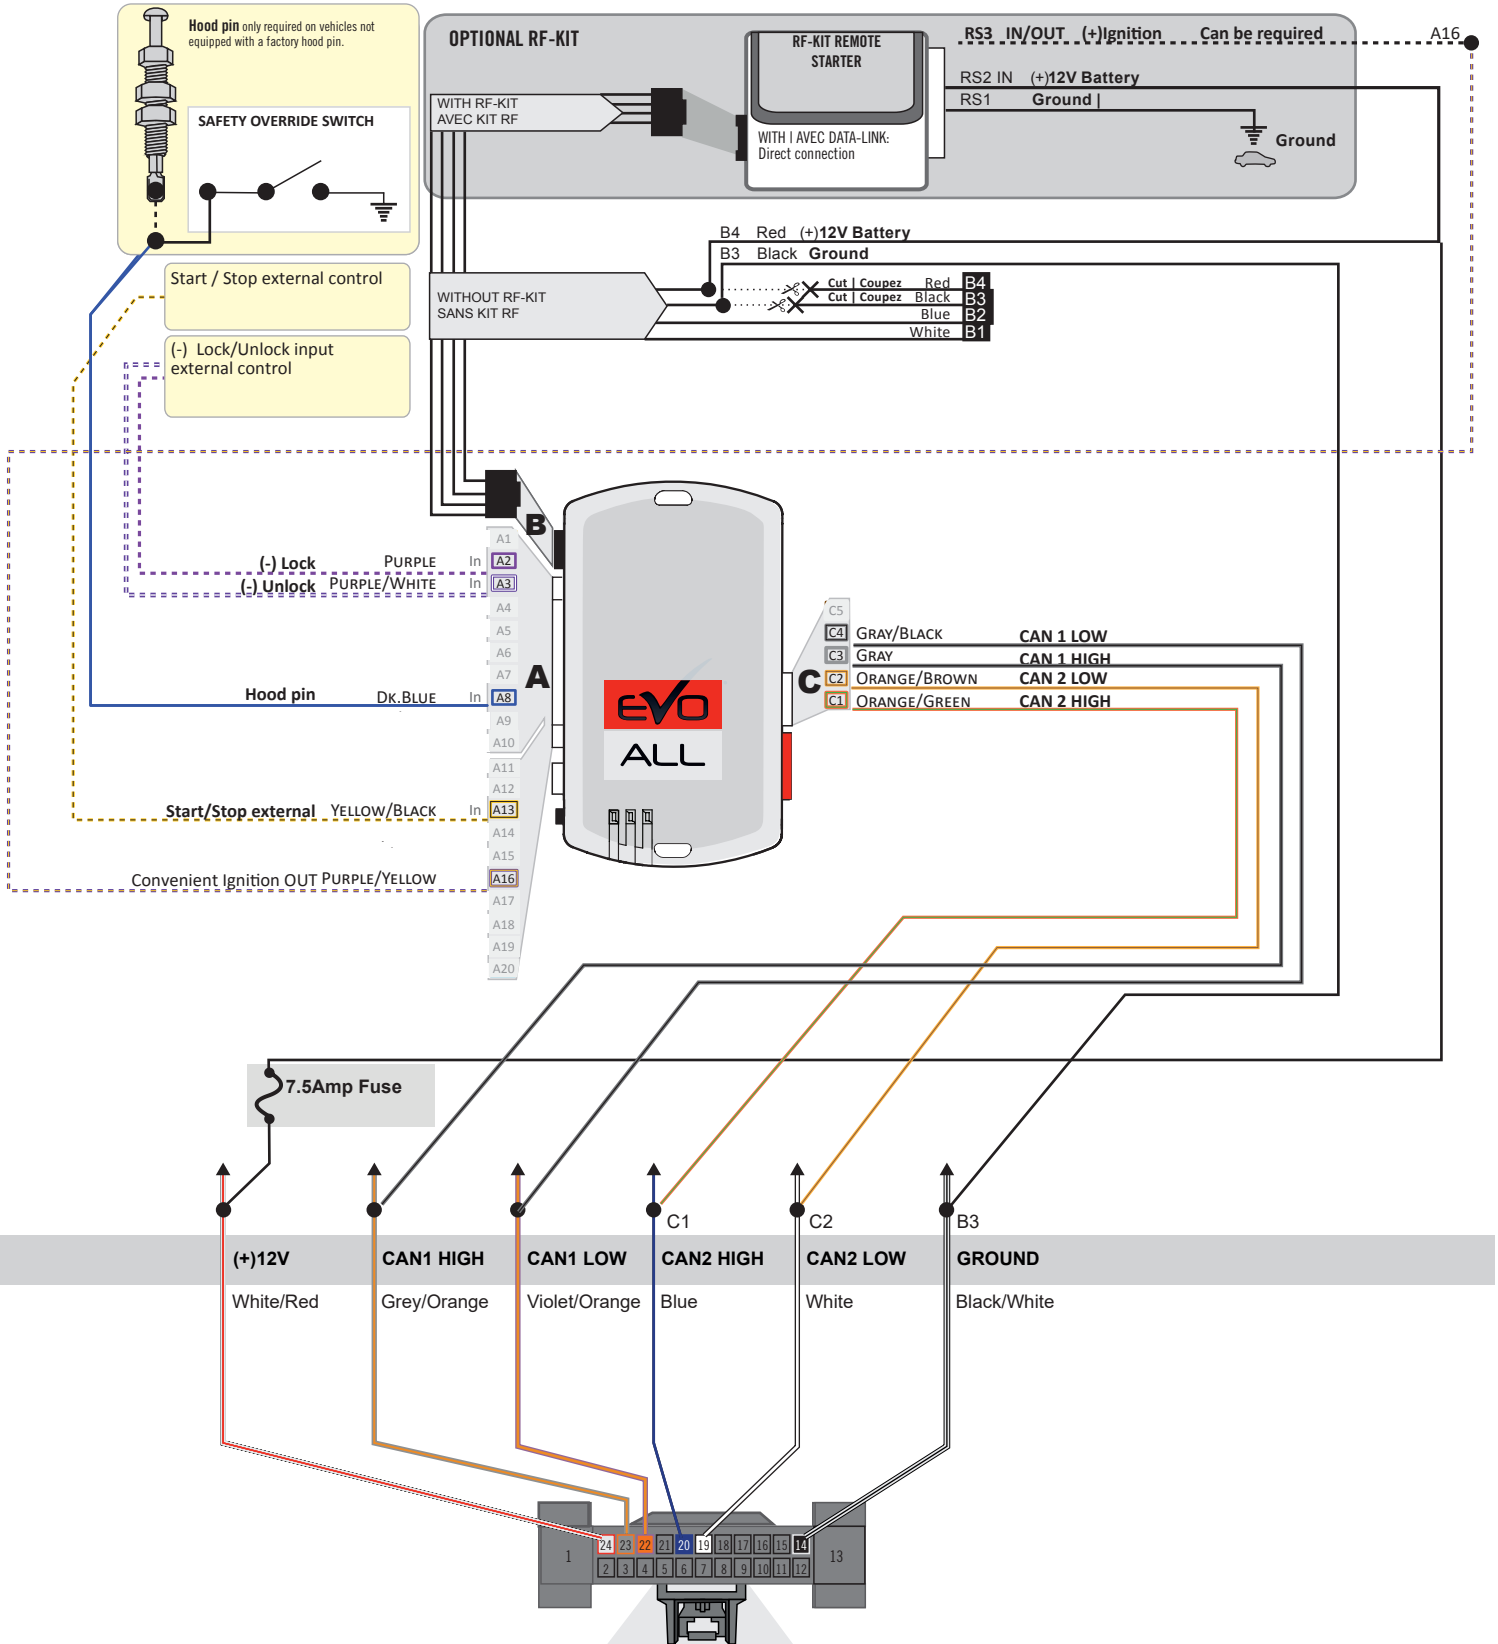 Hood pin only required on vehicles not
equipped with a factory hood pin.
SAFETY OVERRIDE SWITCH
OPTIONAL RF-KIT
RF-KIT REMOTE
STARTER
WITH RF-KIT
AVEC KIT RF
WITH I AVEC DATA-LINK:
Direct connection
RS3 IN/OUT (+)Ignition Can be required
A16
RS2 IN (+)12V Battery
RS1 Ground |
Ground
B4 Red (+)12V Battery
B3 Black Ground
Start / Stop external control
WITHOUT RF-KIT
SANS KIT RF
Cut | Coupez Red B4
Cut | Coupez Black B3
Blue B2
White B1
(-) Lock/Unlock input
external control
B
A1
(-) Lock PURPLE In A2
(-) Unlock PURPLE/WHITE In A3
A4
A5
A6
A7
A
Hood pin DK.BLUE In A8
A9
A10
A11
A12
Start/Stop external YELLOW/BLACK In A13
A14
A15
Convenient Ignition OUT PURPLE/YELLOW A16
A17
A18
A19
A20
EVO
ALL
C
C5
C4 GRAY/BLACK CAN 1 LOW
C3 GRAY CAN 1 HIGH
C2 ORANGE/BROWN CAN 2 LOW
C1 ORANGE/GREEN CAN 2 HIGH
7.5Amp Fuse
C1
C2
B3
(+)12V CAN1 HIGH CAN1 LOW CAN2 HIGH CAN2 LOW GROUND
White/Red Grey/Orange Violet/Orange Blue White Black/White
1
24 23 22 21 20 19 18 17 16 15 14
13
2 3 4 5 6 7 8 9 10 11 12